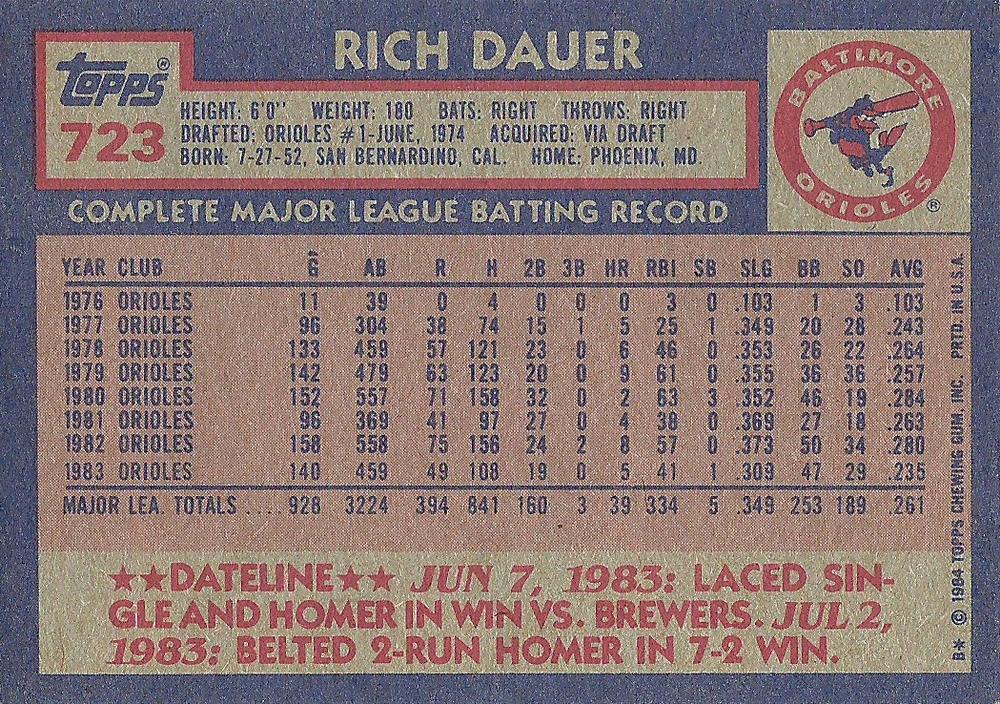 RICH DAUER
Topps®
723
HEIGHT: 6'0" WEIGHT: 180 BATS: RIGHT THROWS: RIGHT
DRAFTED: ORIOLES #1-JUNE, 1974 ACQUIRED: VIA DRAFT
BORN: 7-27-52, SAN BERNARDINO, CAL. HOME: PHOENIX, MD.
BALTIMORE
ORIOLES ®
COMPLETE MAJOR LEAGUE BATTING RECORD
YEAR CLUB G AB R H 2B 3B HR RBI SB SLG BB SO AVG
1976 ORIOLES 11 39 0 4 0 0 0 3 0 .103 1 3 .103
1977 ORIOLES 96 304 38 74 15 1 5 25 1 .349 20 28 .243
1978 ORIOLES 133 459 57 121 23 0 6 46 0 .353 26 22 .264
1979 ORIOLES 142 479 63 123 20 0 9 61 0 .355 36 36 .257
1980 ORIOLES 152 557 71 158 32 0 2 63 3 .352 46 19 .284
1981 ORIOLES 96 369 41 97 27 0 4 38 0 .369 27 18 .263
1982 ORIOLES 158 558 75 156 24 2 8 57 0 .373 50 34 .280
1983 ORIOLES 140 459 49 108 19 0 5 41 1 .309 47 29 .235
MAJOR LEA. TOTALS .... 928 3224 394 841 160 3 39 334 5 .349 253 189 .261
★★DATELINE★★ JUN 7, 1983: LACED SIN-
GLE AND HOMER IN WIN VS. BREWERS. JUL 2,
1983: BELTED 2-RUN HOMER IN 7-2 WIN.
B* © 1984 TOPPS CHEWING GUM, INC. PRTD. IN U.S.A.